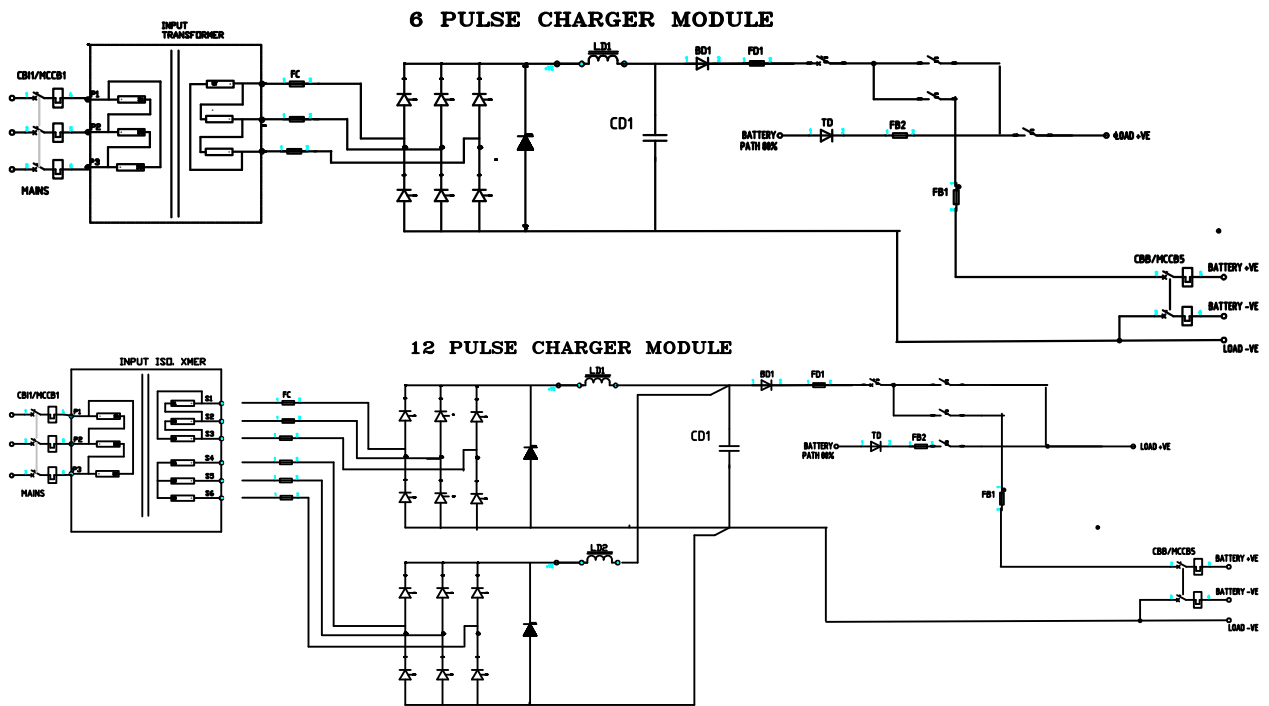 6 PULSE CHARGER MODULE
INPUT
TRANSFORMER
CBI1/MCCB1
P1
P2
P3
MAINS
FC
LD1
CD1
BD1
FD1
BATTERY
PATH 80%
TD
FB2
LOAD +VE
FB1
CBB/MCCB5
BATTERY +VE
BATTERY -VE
LOAD -VE
12 PULSE CHARGER MODULE
INPUT ISO. XMER
CBI1/MCCB1
P1
P2
P3
MAINS
S1
S2
S3
S4
S5
S6
FC
LD1
LD2
CD1
BD1
FD1
BATTERY
PATH 80%
TD
FB2
LOAD +VE
FB1
CBB/MCCB5
BATTERY +VE
BATTERY -VE
LOAD -VE